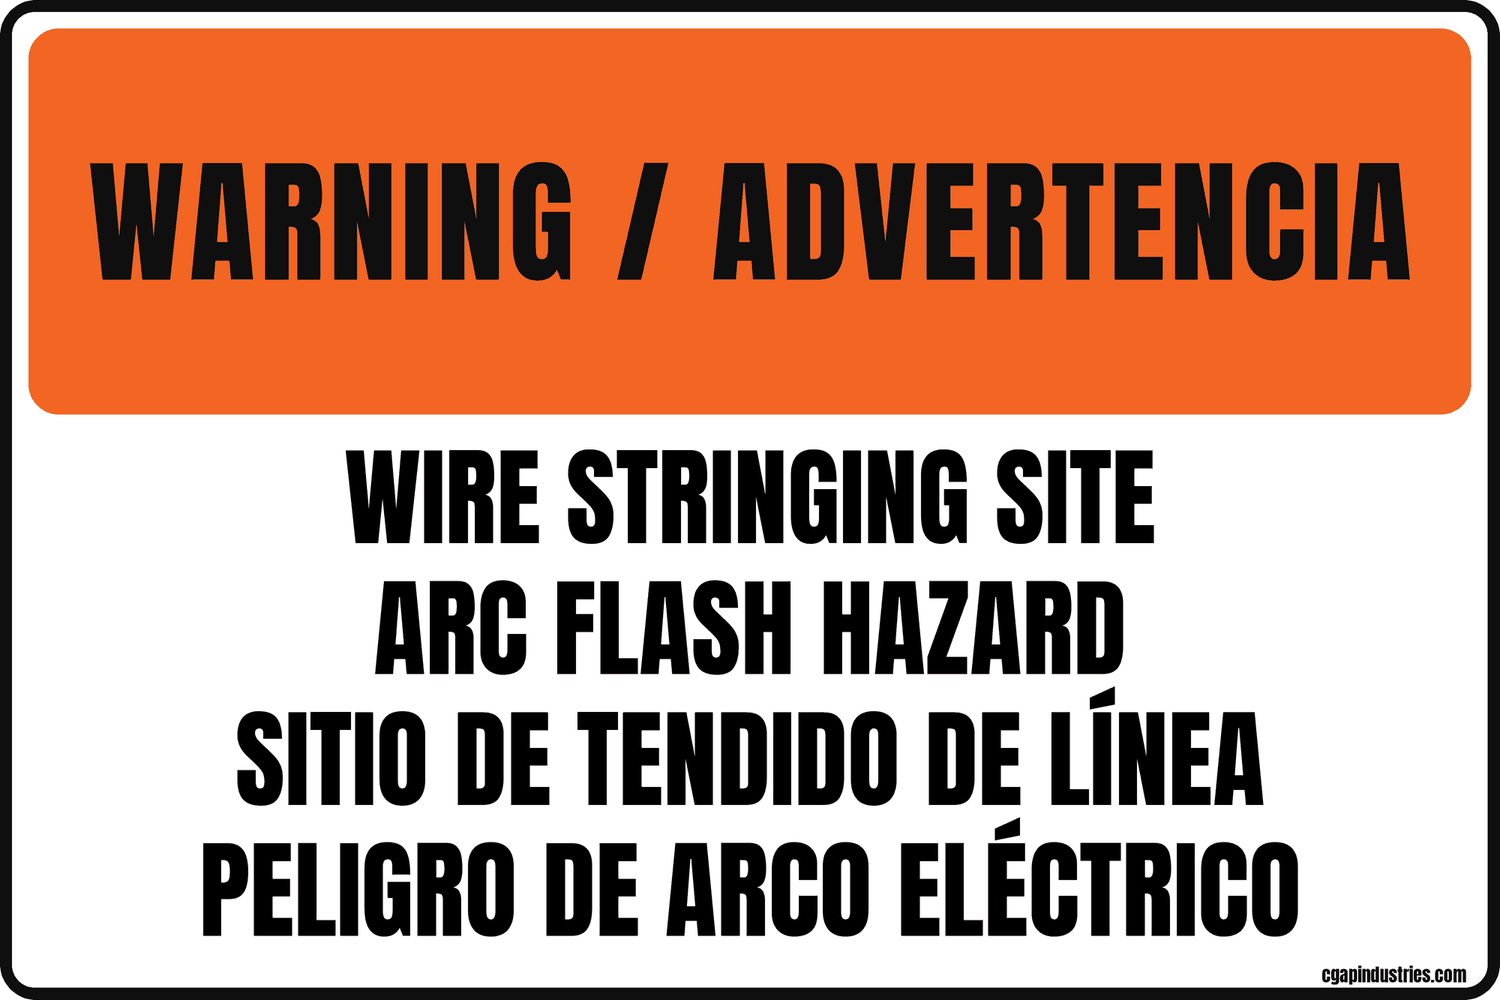 WARNING / ADVERTENCIA
WIRE STRINGING SITE
ARC FLASH HAZARD
SITIO DE TENDIDO DE LÍNEA
PELIGRO DE ARCO ELÉCTRICO
cgapindustries.com